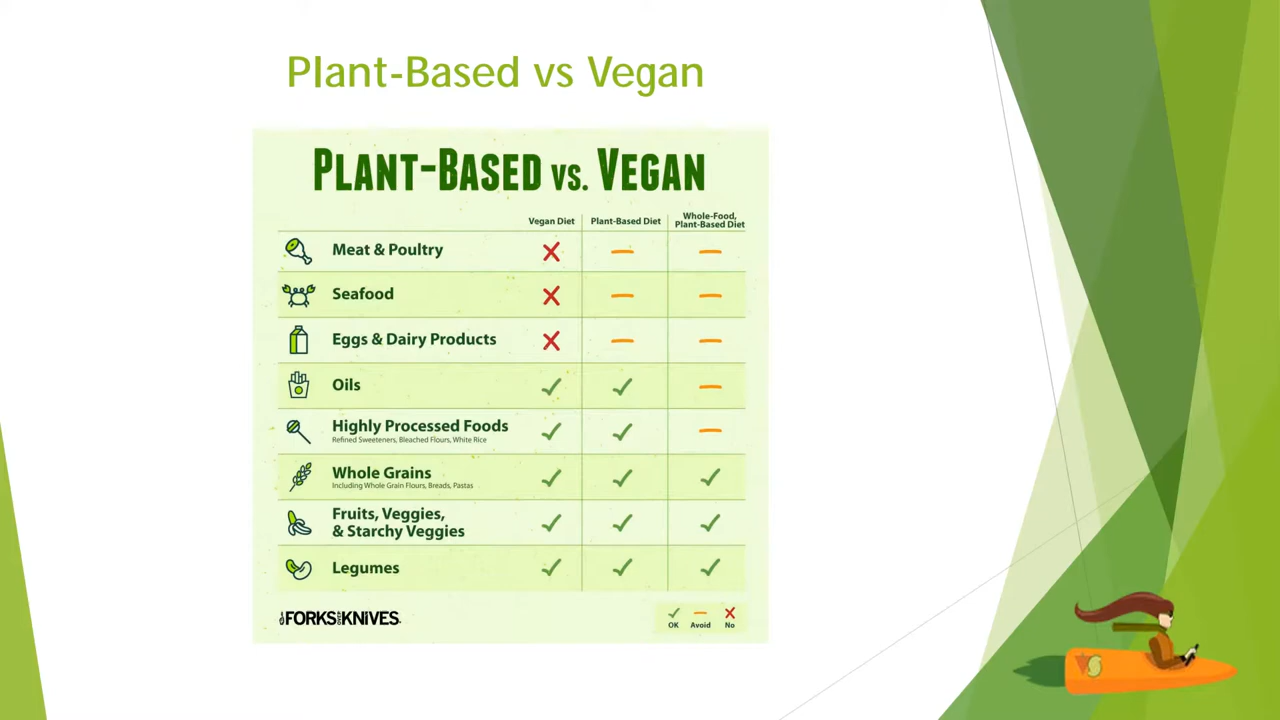 Plant-Based vs Vegan
PLANT-BASED vs. VEGAN
Vegan Diet
Plant-Based Diet
Whole-Food,
Plant-Based Diet
Meat & Poultry
Seafood
Eggs & Dairy Products
Oils
Highly Processed Foods
Refined Sweeteners, Bleached Flours, White Rice
Whole Grains
Including Whole Grain Flours, Breads, Pastas
Fruits, Veggies,
& Starchy Veggies
Legumes
FORKS OVER KNIVES
OK
Avoid
No